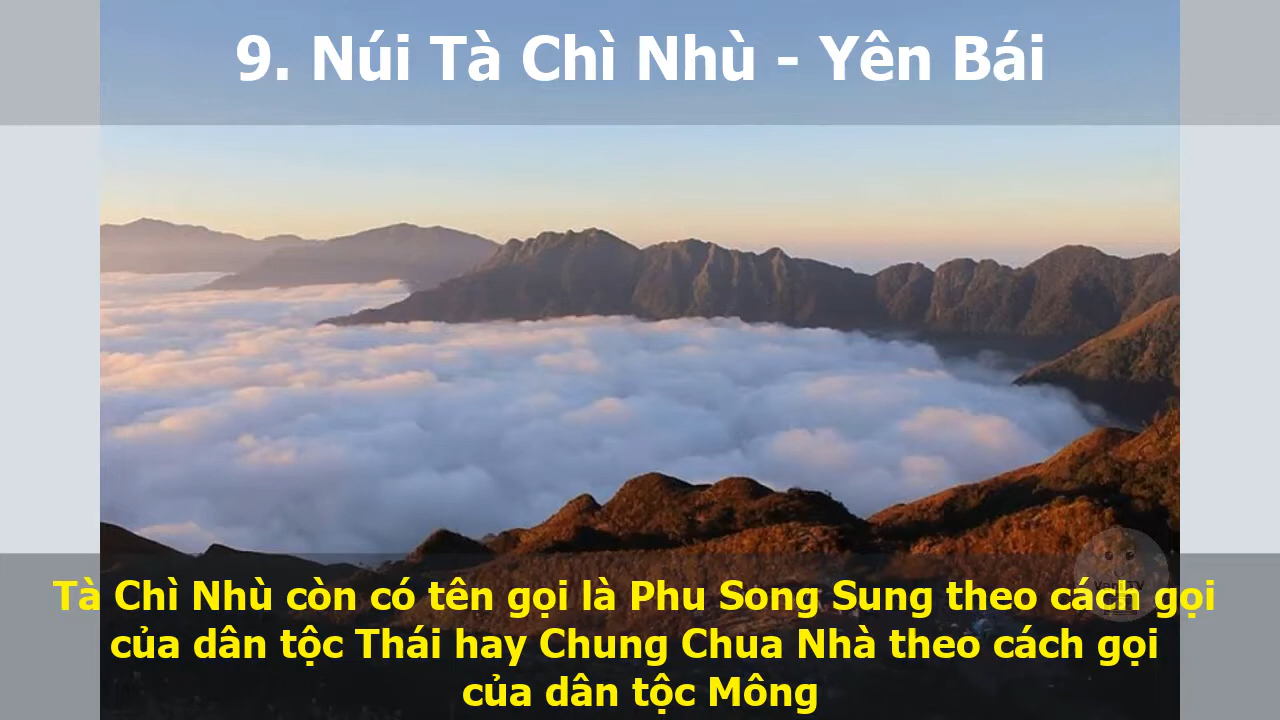 9. Núi Tà Chì Nhù - Yên Bái
Tà Chì Nhù còn có tên gọi là Phu Song Sung theo cách gọi
của dân tộc Thái hay Chung Chua Nhà theo cách gọi
của dân tộc Mông